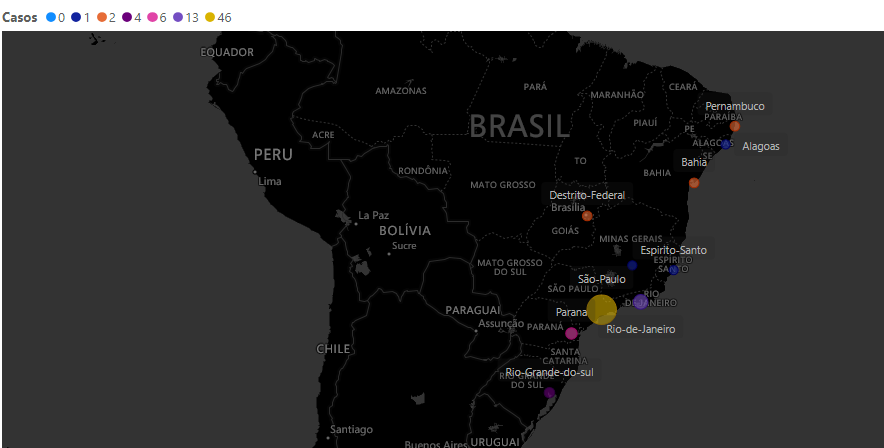 Casos 0 1 2 4 6 13 46
EQUADOR
AMAZONAS
PARÁ
MARANHÃO
CEARÁ
Pernambuco
PARAÍBA
BRASIL
PIAUÍ
PE
ACRE
ALAGOAS
Alagoas
PERU
SE
Lima
RONDÔNIA
TO
Bahia
BAHIA
MATO GROSSO
Destrito-Federal
Brasília
La Paz
BOLÍVIA
GOIÁS
Sucre
MINAS GERAIS
Espirito-Santo
ESPÍRITO
SANTO
MATO GROSSO
DO SUL
São-Paulo
SÃO PAULO
RIO
DE JANEIRO
PARAGUAI
Parana
Assunção
PARANÁ
Rio-de-Janeiro
CHILE
SANTA
CATARINA
Rio-Grande-do-sul
RIO GRANDE
DO SUL
Santiago
Buenos Aires
URUGUAI